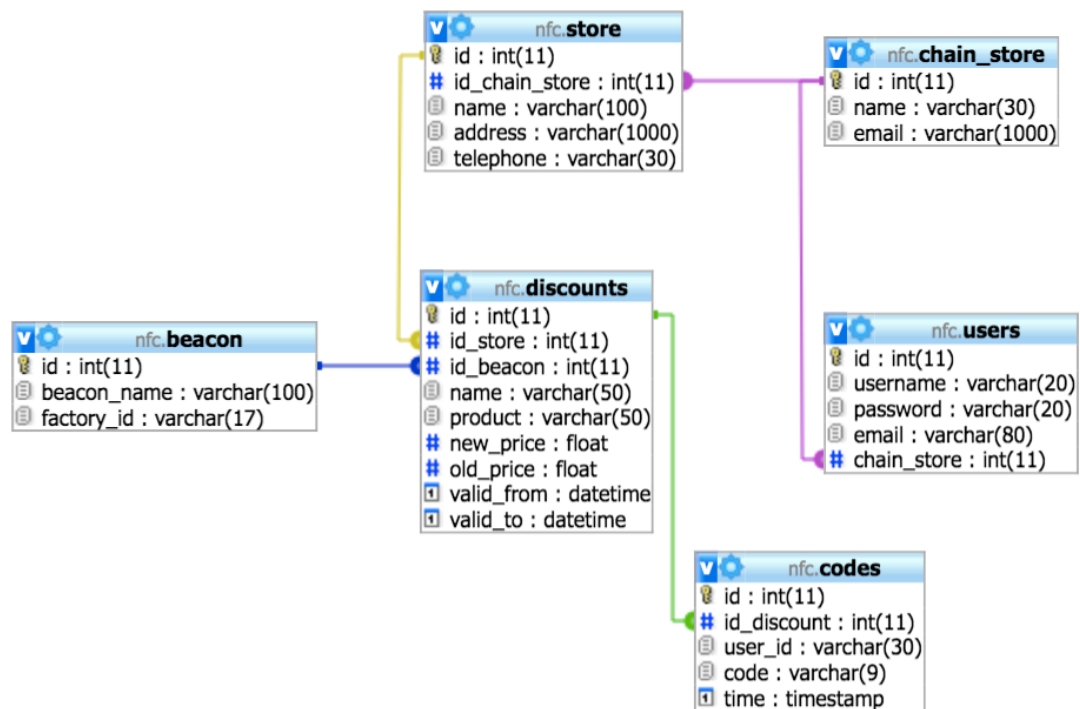 nfc.store
id : int(11)
id_chain_store : int(11)
name : varchar(100)
address : varchar(1000)
telephone : varchar(30)
nfc.chain_store
id : int(11)
name : varchar(30)
email : varchar(1000)
nfc.beacon
id : int(11)
beacon_name : varchar(100)
factory_id : varchar(17)
nfc.discounts
id : int(11)
id_store : int(11)
id_beacon : int(11)
name : varchar(50)
product : varchar(50)
new_price : float
old_price : float
valid_from : datetime
valid_to : datetime
nfc.users
id : int(11)
username : varchar(20)
password : varchar(20)
email : varchar(80)
chain_store : int(11)
nfc.codes
id : int(11)
id_discount : int(11)
user_id : varchar(30)
code : varchar(9)
time : timestamp